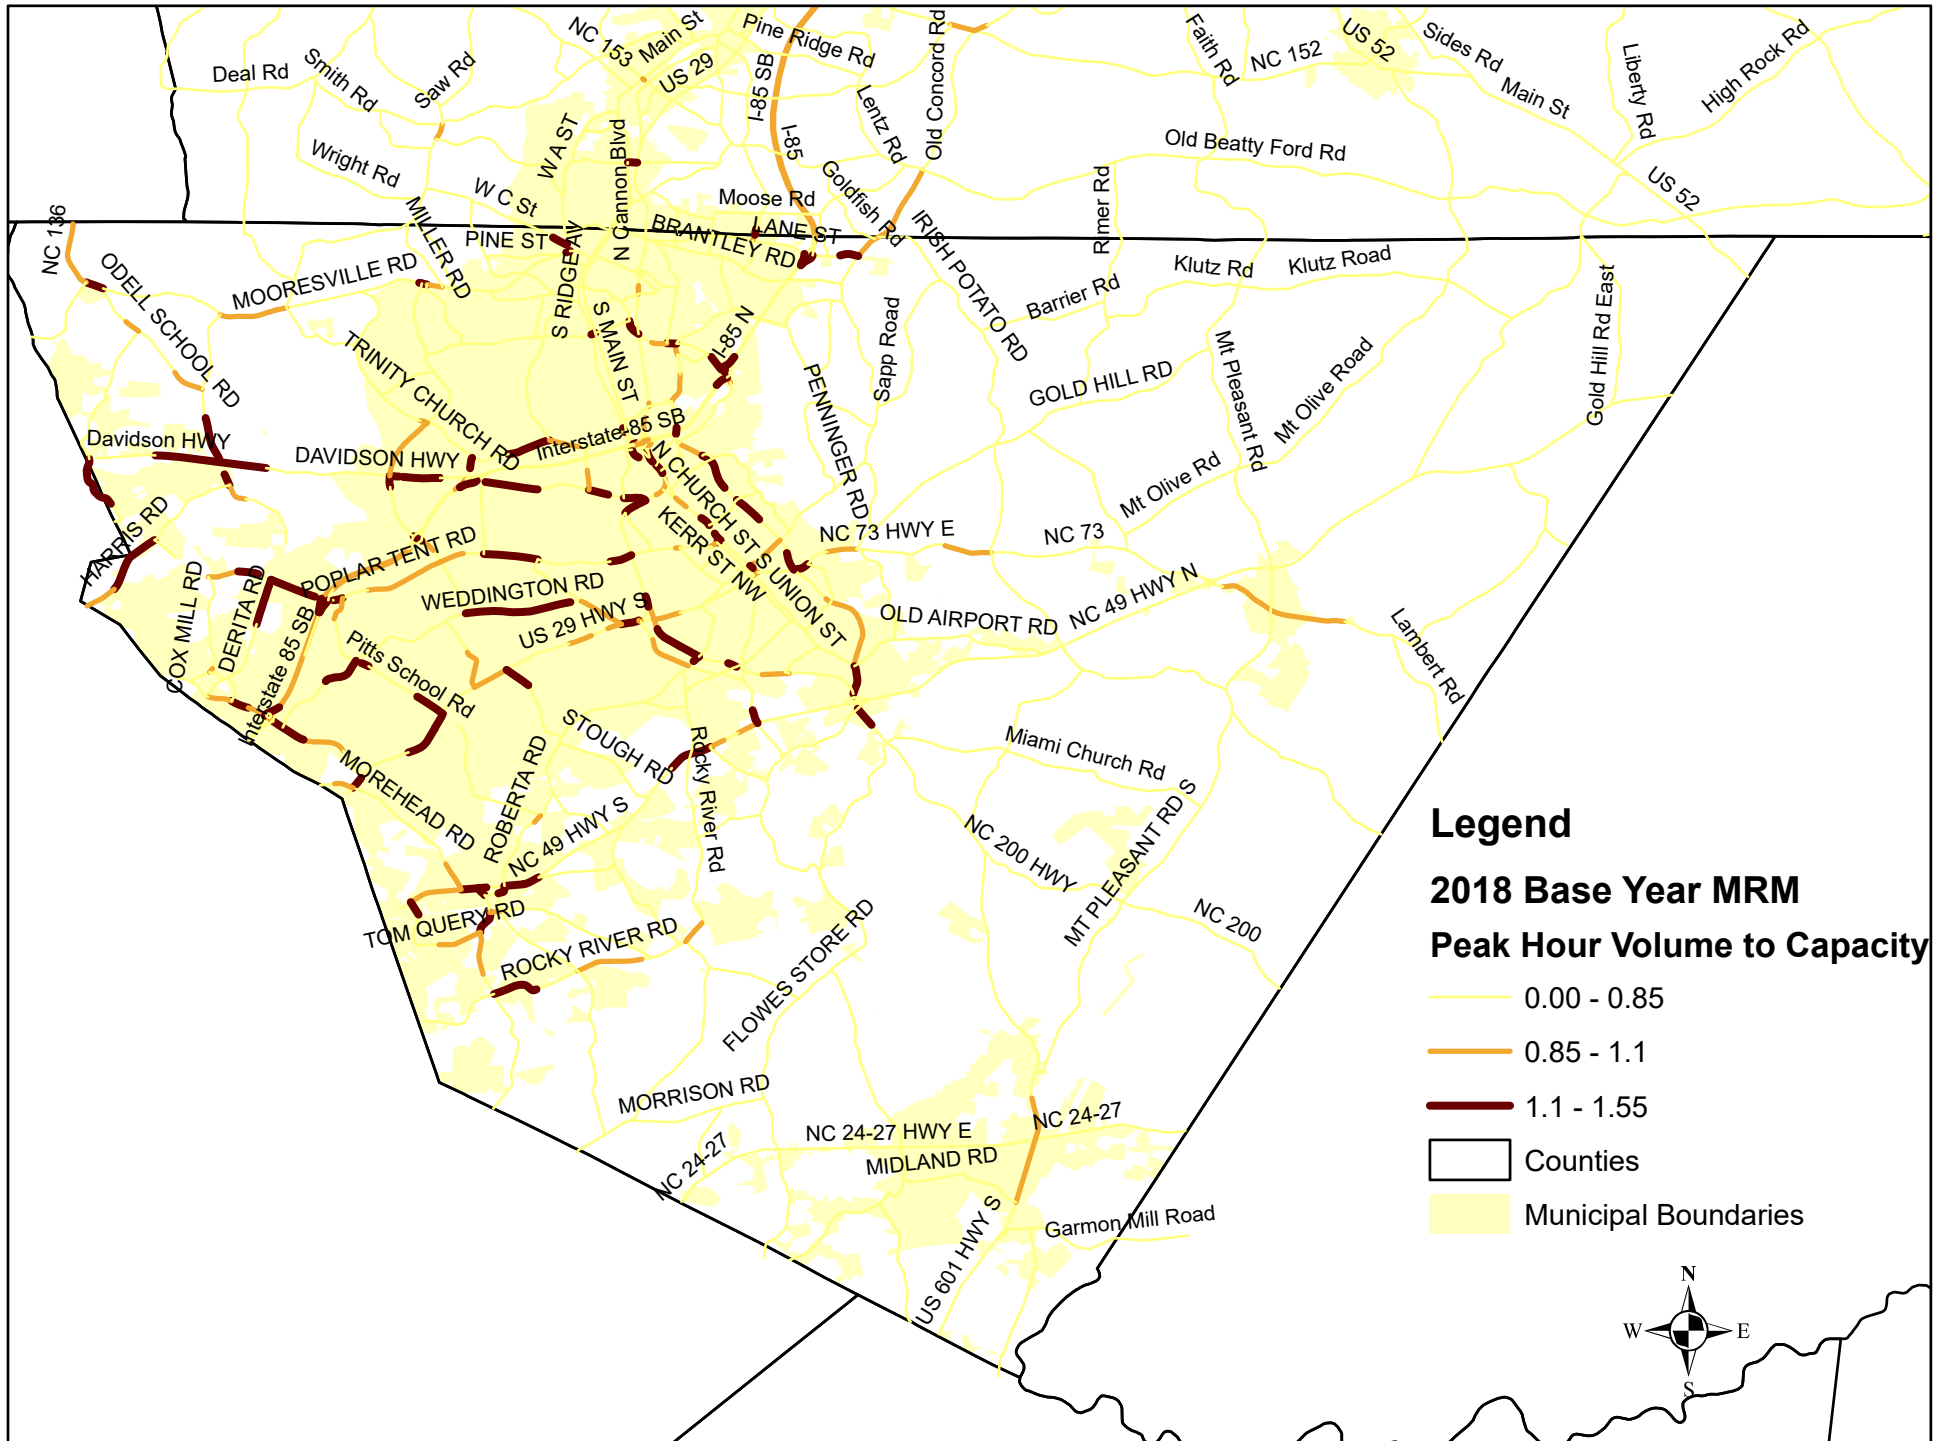 NC 153
Main St
Pine Ridge Rd
US 29
I-85 SB
Old Concord Rd
Faith Rd
NC 152
US 52
Sides Rd
Main St
Liberty Rd
High Rock Rd
Deal Rd
Smith Rd
Saw Rd
Wright Rd
W A ST
N Cannon Blvd
I-85
Lentz Rd
Goldfish Rd
Old Beatty Ford Rd
US 52
W C St
Moose Rd
Rimer Rd
NC 136
MILLER RD
PINE ST
S RIDGE AV
BRANTLEY RD
LANE ST
IRISH POTATO RD
Klutz Rd
Klutz Road
ODELL SCHOOL RD
MOORESVILLE RD
Barrier Rd
Gold Hill Rd East
S MAIN ST
I-85 N
Sapp Road
TRINITY CHURCH RD
PENNINGER RD
GOLD HILL RD
Mt Pleasant Rd
Mt Olive Road
Davidson HWY
DAVIDSON HWY
Interstate-85 SB
N CHURCH ST
Mt Olive Rd
HARRIS RD
KERR ST NW
S UNION ST
NC 73 HWY E
NC 73
COX MILL RD
DERITA RD
POPLAR TENT RD
WEDDINGTON RD
US 29 HWY S
OLD AIRPORT RD
NC 49 HWY N
Lambert Rd
Interstate 85 SB
Pitts School Rd
STOUGH RD
Rocky River Rd
Miami Church Rd
MOREHEAD RD
ROBERTA RD
NC 49 HWY S
NC 200 HWY
MT PLEASANT RD S
NC 200
TOM QUERY RD
ROCKY RIVER RD
FLOWES STORE RD
MORRISON RD
NC 24-27
NC 24-27 HWY E
NC 24-27
MIDLAND RD
US 601 HWY S
Garmon Mill Road
Legend
2018 Base Year MRM
Peak Hour Volume to Capacity
0.00 - 0.85
0.85 - 1.1
1.1 - 1.55
Counties
Municipal Boundaries
N
W
E
S